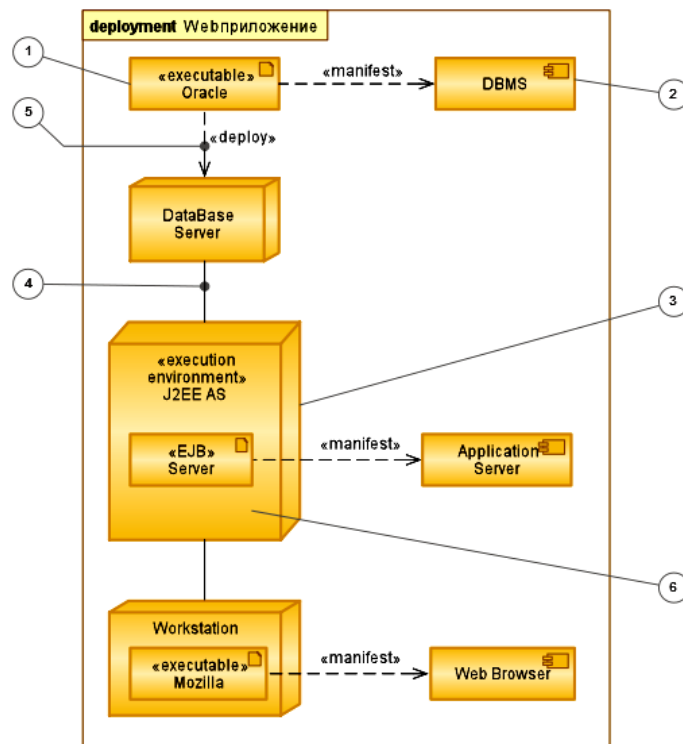 deployment Webприложение
1
«executable»
Oracle
«manifest»
DBMS
2
5
«deploy»
DataBase
Server
4
3
«execution
environment»
J2EE AS
«EJB»
Server
«manifest»
Application
Server
6
Workstation
«executable»
Mozilla
«manifest»
Web Browser